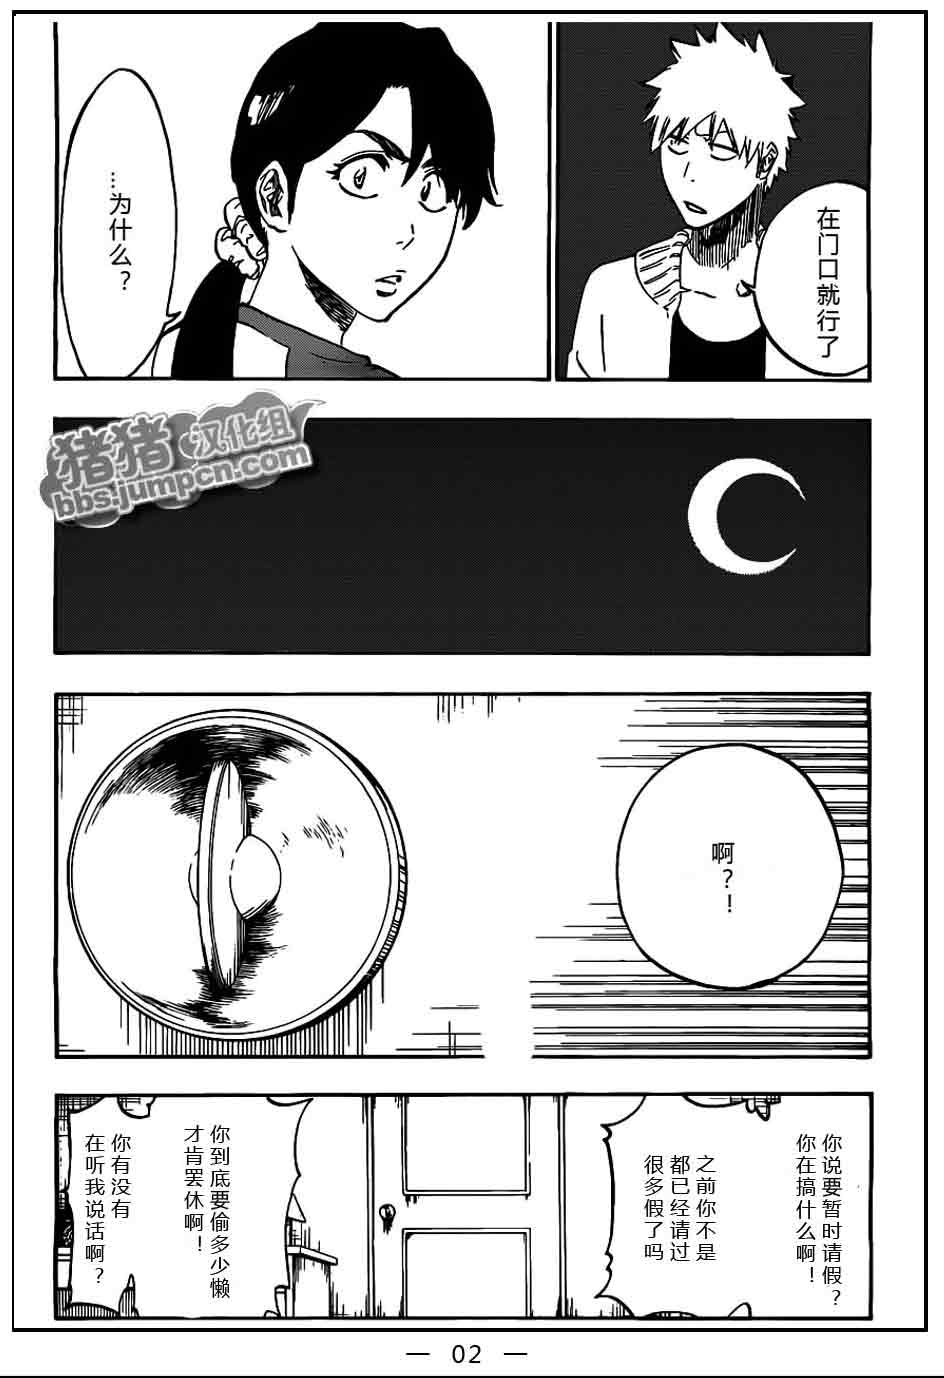 在门口就行了
…为什么？
猪猪汉化组
bbs.jumpcn.com
啊？！
你说要暂时请假？
你在搞什么啊！
之前你不是
都已经请过
很多假了吗
你到底要偷多少懒
才肯罢休啊！
你有没有
在听我说话啊？
— 02 —